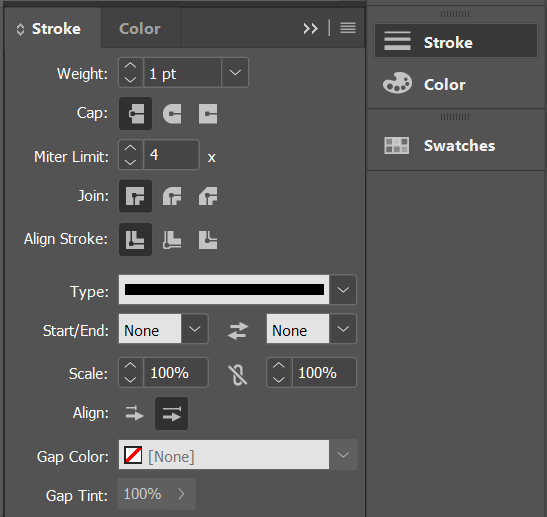 Stroke Color
Weight: 1 pt
Cap:
Miter Limit: 4 x
Join:
Align Stroke:
Type:
Start/End: None None
Scale: 100% 100%
Align:
Gap Color: [None]
Gap Tint: 100%
Stroke
Color
Swatches